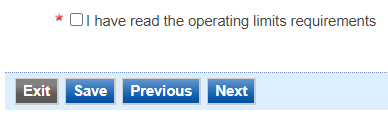 * I have read the operating limits requirements
Exit Save Previous Next